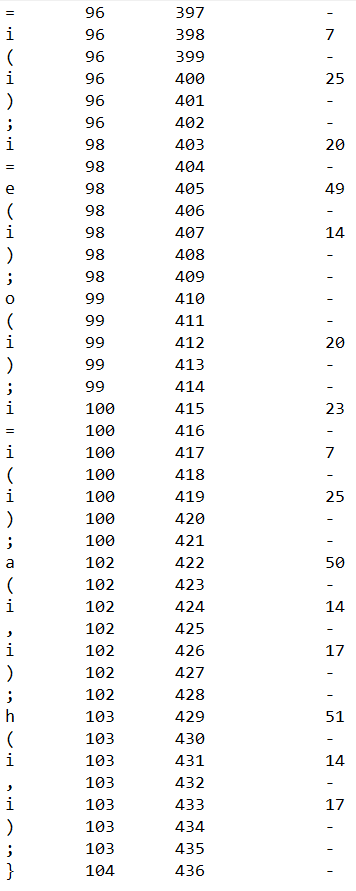 = 96 397 -
i 96 398 7
( 96 399 -
i 96 400 25
) 96 401 -
; 96 402 -
i 98 403 20
= 98 404 -
e 98 405 49
( 98 406 -
i 98 407 14
) 98 408 -
; 98 409 -
o 99 410 -
( 99 411 -
i 99 412 20
) 99 413 -
; 99 414 -
i 100 415 23
= 100 416 -
i 100 417 7
( 100 418 -
i 100 419 25
) 100 420 -
; 100 421 -
a 102 422 50
( 102 423 -
i 102 424 14
, 102 425 -
i 102 426 17
) 102 427 -
; 102 428 -
h 103 429 51
( 103 430 -
i 103 431 14
, 103 432 -
i 103 433 17
) 103 434 -
; 103 435 -
} 104 436 -